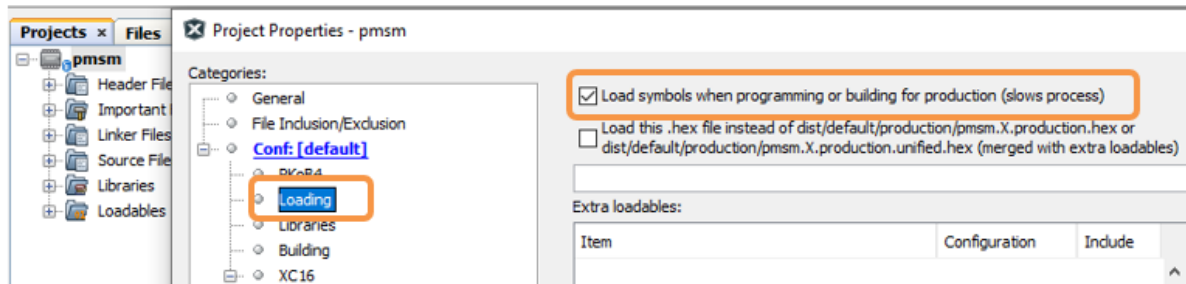 Projects × Files
Project Properties - pmsm
pmsm
Header File
Important
Linker Files
Source File
Libraries
Loadables
Categories:
General
File Inclusion/Exclusion
Conf: [default]
PKoB4
Loading
Libraries
Building
XC16
Load symbols when programming or building for production (slows process)
Load this .hex file instead of dist/default/production/pmsm.X.production.hex or
dist/default/production/pmsm.X.production.unified.hex (merged with extra loadables)
Extra loadables:
Item Configuration Include